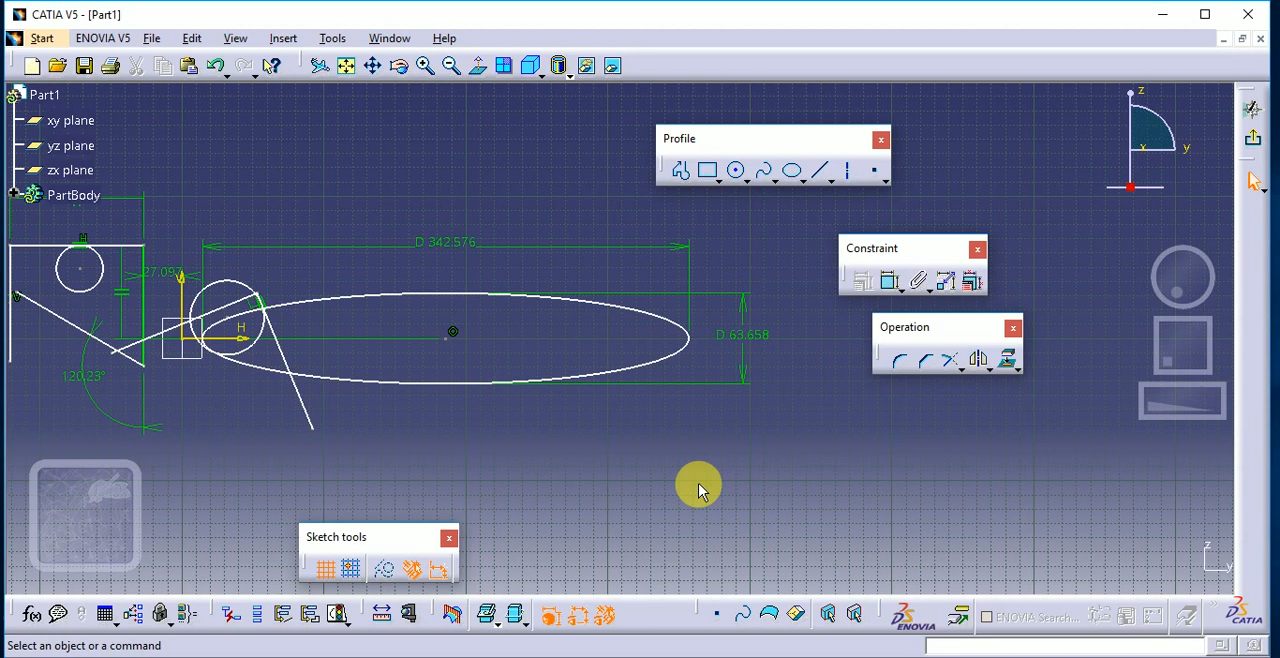 CATIA V5 - [Part1]
Start ENOVIA V5 File Edit View Insert Tools Window Help
Part1
xy plane
yz plane
zx plane
PartBody
Profile
Constraint
Operation
Sketch tools
z
x
y
H
V
D 342.576
27.097
H
D 63.658
120.23°
z
y
f(x)
ENOVIA
ENOVIA Search...
CATIA
Select an object or a command